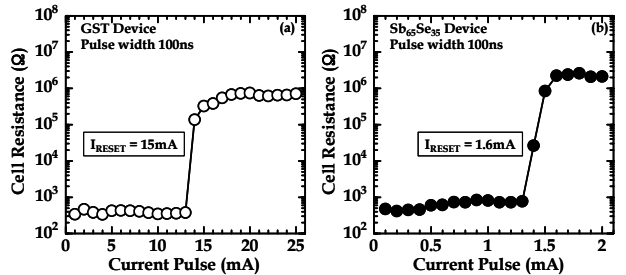 GST Device (a)
Pulse width 100ns
I_RESET = 15mA
Cell Resistance (Ω)
10⁸
10⁷
10⁶
10⁵
10⁴
10³
10²
0 5 10 15 20 25
Current Pulse (mA)
Sb₆₅Se₃₅ Device (b)
Pulse width 100ns
I_RESET = 1.6mA
Cell Resistance (Ω)
10⁸
10⁷
10⁶
10⁵
10⁴
10³
10²
0 0.5 1 1.5 2
Current Pulse (mA)